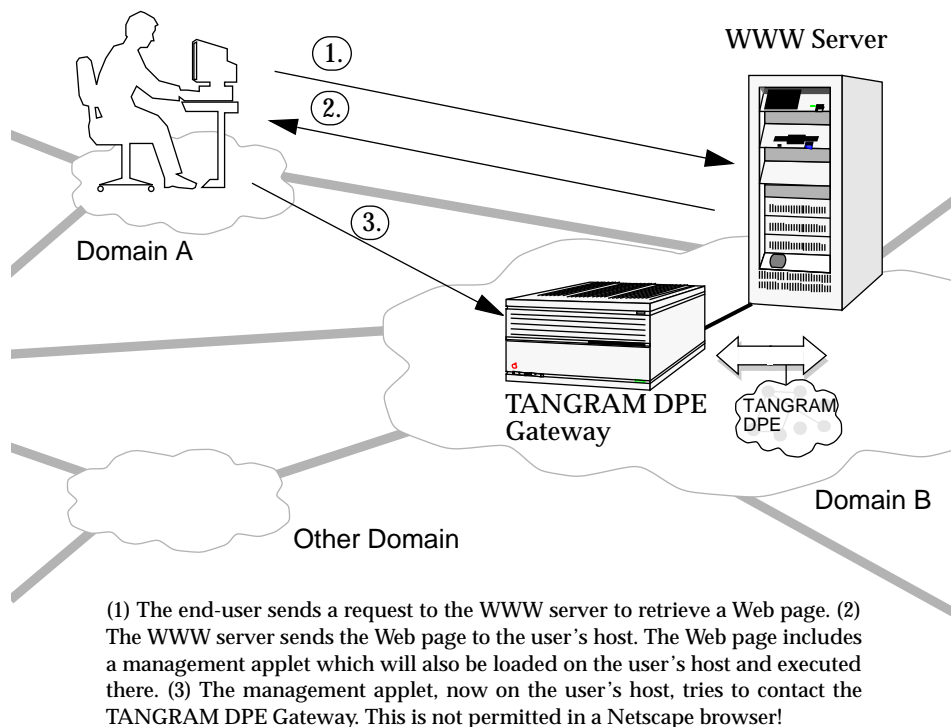 1.
WWW Server
2.
3.
Domain A
TANGRAM DPE
Gateway
TANGRAM
DPE
Domain B
Other Domain
(1) The end-user sends a request to the WWW server to retrieve a Web page. (2)
The WWW server sends the Web page to the user’s host. The Web page includes
a management applet which will also be loaded on the user’s host and executed
there. (3) The management applet, now on the user’s host, tries to contact the
TANGRAM DPE Gateway. This is not permitted in a Netscape browser!